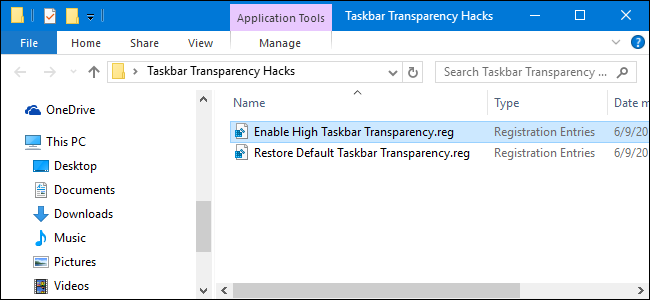 Application Tools
Taskbar Transparency Hacks
File
Home
Share
View
Manage
Taskbar Transparency Hacks
Search Taskbar Transparency ...
OneDrive
This PC
Desktop
Documents
Downloads
Music
Pictures
Videos
Name Type Date m
Enable High Taskbar Transparency.reg Registration Entries 6/9/20
Restore Default Taskbar Transparency.reg Registration Entries 6/9/20